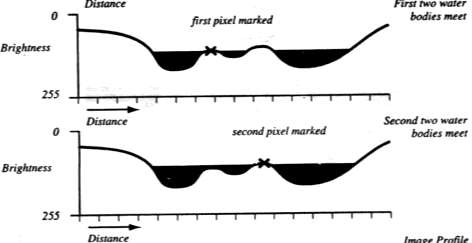 Distance
first pixel marked
First two water
bodies meet
0
Brightness
255
Distance
second pixel marked
Second two water
bodies meet
0
Brightness
255
Distance
Image Profile